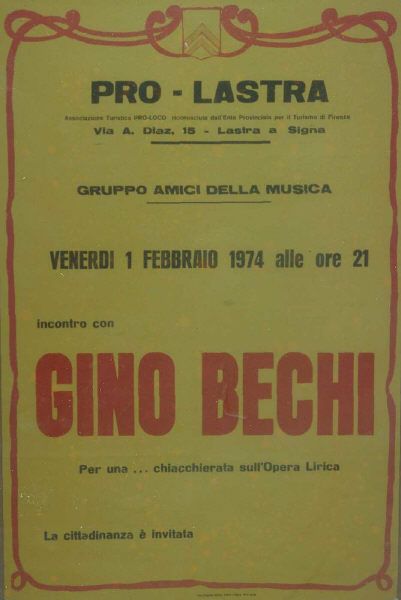 PRO - LASTRA
Associazione Turistica PRO-LOCO riconosciuta dall'Ente Provinciale per il Turismo di Firenze
Via A. Diaz, 15 - Lastra a Signa
GRUPPO AMICI DELLA MUSICA
VENERDI 1 FEBBRAIO 1974 alle ore 21
incontro con
GINO BECHI
Per una ... chiacchierata sull'Opera Lirica
La cittadinanza è invitata